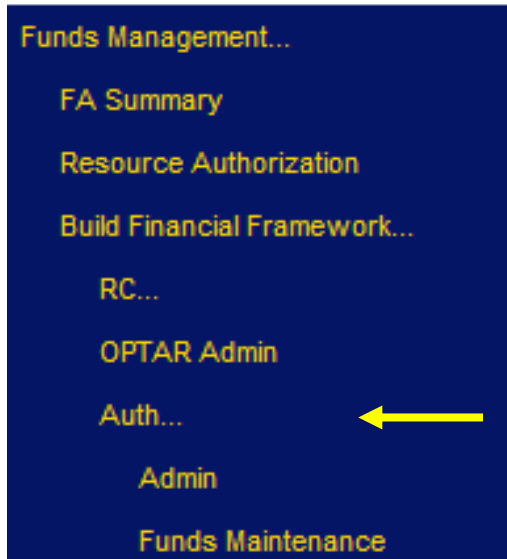 Funds Management...
FA Summary
Resource Authorization
Build Financial Framework...
RC...
OPTAR Admin
Auth...
Admin
Funds Maintenance